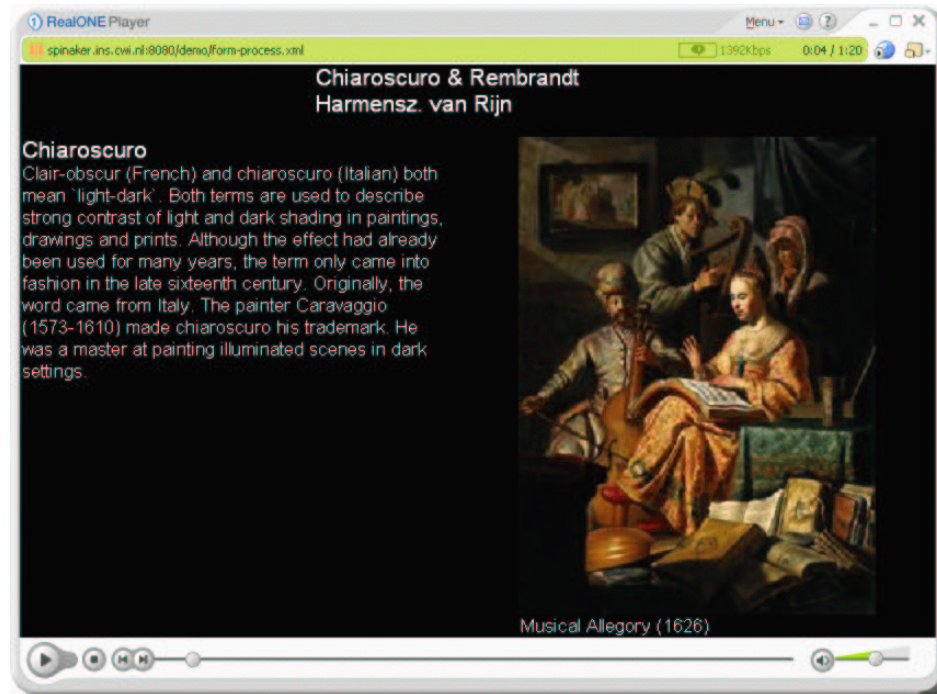 RealONE Player
Menu
spinaker.ins.cwi.nl:8080/demo/form-process.xml
1392Kbps
0:04 / 1:20
Chiaroscuro & Rembrandt
Harmensz. van Rijn
Chiaroscuro
Clair-obscur (French) and chiaroscuro (Italian) both
mean `light-dark'. Both terms are used to describe
strong contrast of light and dark shading in paintings,
drawings and prints. Although the effect had already
been used for many years, the term only came into
fashion in the late sixteenth century. Originally, the
word came from Italy. The painter Caravaggio
(1573-1610) made chiaroscuro his trademark. He
was a master at painting illuminated scenes in dark
settings.
Musical Allegory (1626)